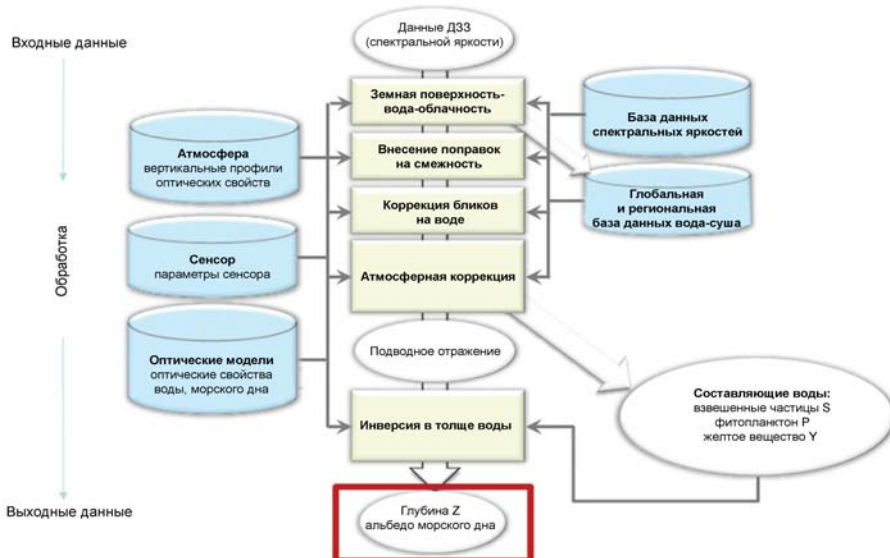 Входные данные
Данные ДЗЗ
(спектральной яркости)
Земная поверхность-
вода-облачность
База данных
спектральных яркостей
Атмосфера
вертикальные профили
оптических свойств
Внесение поправок
на смежность
Глобальная
и региональная
база данных вода-суша
Коррекция бликов
на воде
Обработка
Сенсор
параметры сенсора
Атмосферная коррекция
Оптические модели
оптические свойства
воды, морского дна
Подводное отражение
Составляющие воды:
взвешенные частицы S
фитопланктон P
желтое вещество Y
Инверсия в толще воды
Выходные данные
Глубина Z
альбедо морского дна